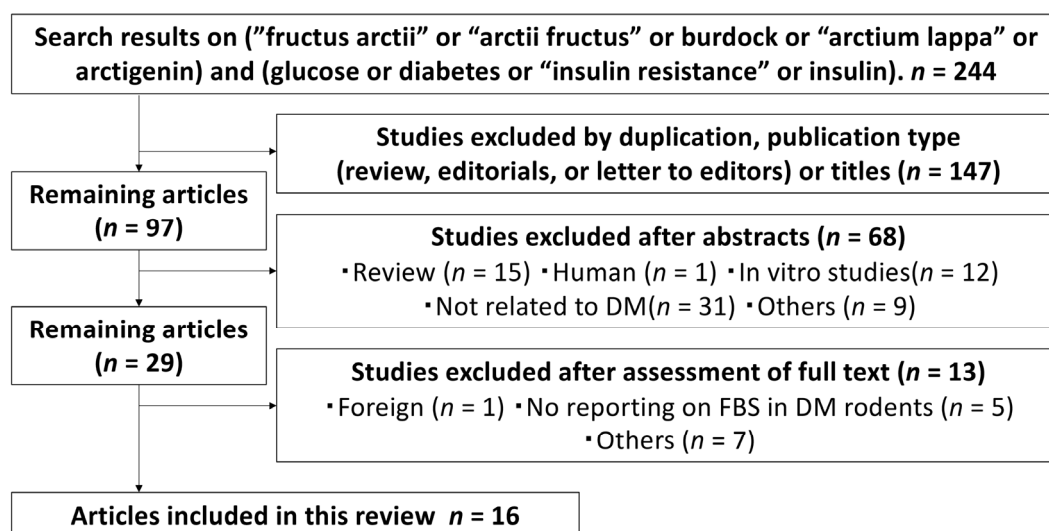 Search results on (”fructus arctii” or “arctii fructus” or burdock or “arctium lappa” or
arctigenin) and (glucose or diabetes or “insulin resistance” or insulin). n = 244
Studies excluded by duplication, publication type
(review, editorials, or letter to editors) or titles (n = 147)
Remaining articles
(n = 97)
Studies excluded after abstracts (n = 68)
・Review (n = 15) ・Human (n = 1) ・In vitro studies(n = 12)
・Not related to DM(n = 31) ・Others (n = 9)
Remaining articles
(n = 29)
Studies excluded after assessment of full text (n = 13)
・Foreign (n = 1) ・No reporting on FBS in DM rodents (n = 5)
・Others (n = 7)
Articles included in this review n = 16